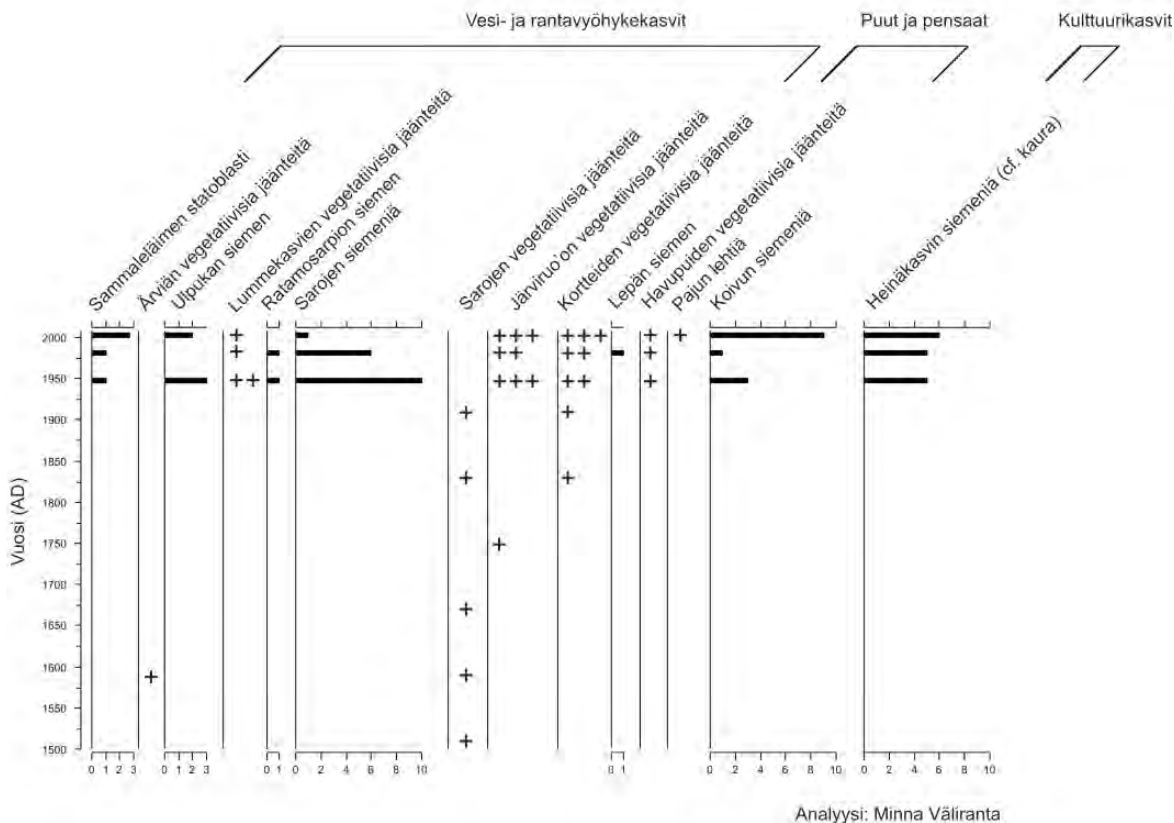 Vesi- ja rantavyöhykekasvit
Puut ja pensaat
Kulttuurikasvit
Sammaleläimen statoblasti
Ärviän vegetatiivisia jäänteitä
Ulpukan siemen
Lummekasvien vegetatiivisia jäänteitä
Ratamosarpion siemen
Sarojen siemeniä
Sarojen vegetatiivisia jäänteitä
Järviruo'on vegetatiivisia jäänteitä
Kortteiden vegetatiivisia jäänteitä
Lepän siemen
Havupuiden vegetatiivisia jäänteitä
Pajun lehtiä
Koivun siemeniä
Heinäkasvin siemeniä (cf. kaura)
Vuosi (AD)
2000
1950
1900
1850
1800
1750
1700
1650
1600
1550
1500
0 1 2 3 0 1 2 3 0 1 0 2 4 6 8 10 0 1 0 2 4 6 8 10 0 2 4 6 8 10
Analyysi: Minna Väliranta